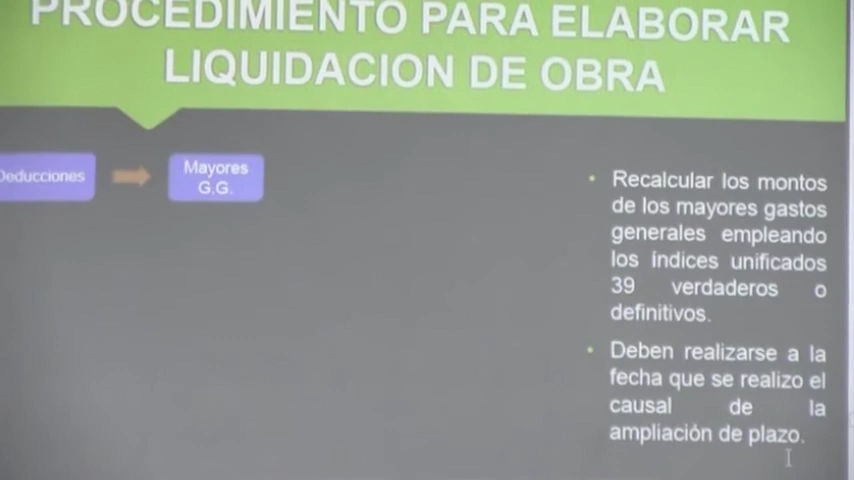 PROCEDIMIENTO PARA ELABORAR
LIQUIDACION DE OBRA
Deducciones
Mayores
G.G.
• Recalcular los montos
de los mayores gastos
generales empleando
los índices unificados
39 verdaderos o
definitivos.
• Deben realizarse a la
fecha que se realizo el
causal de la
ampliación de plazo.